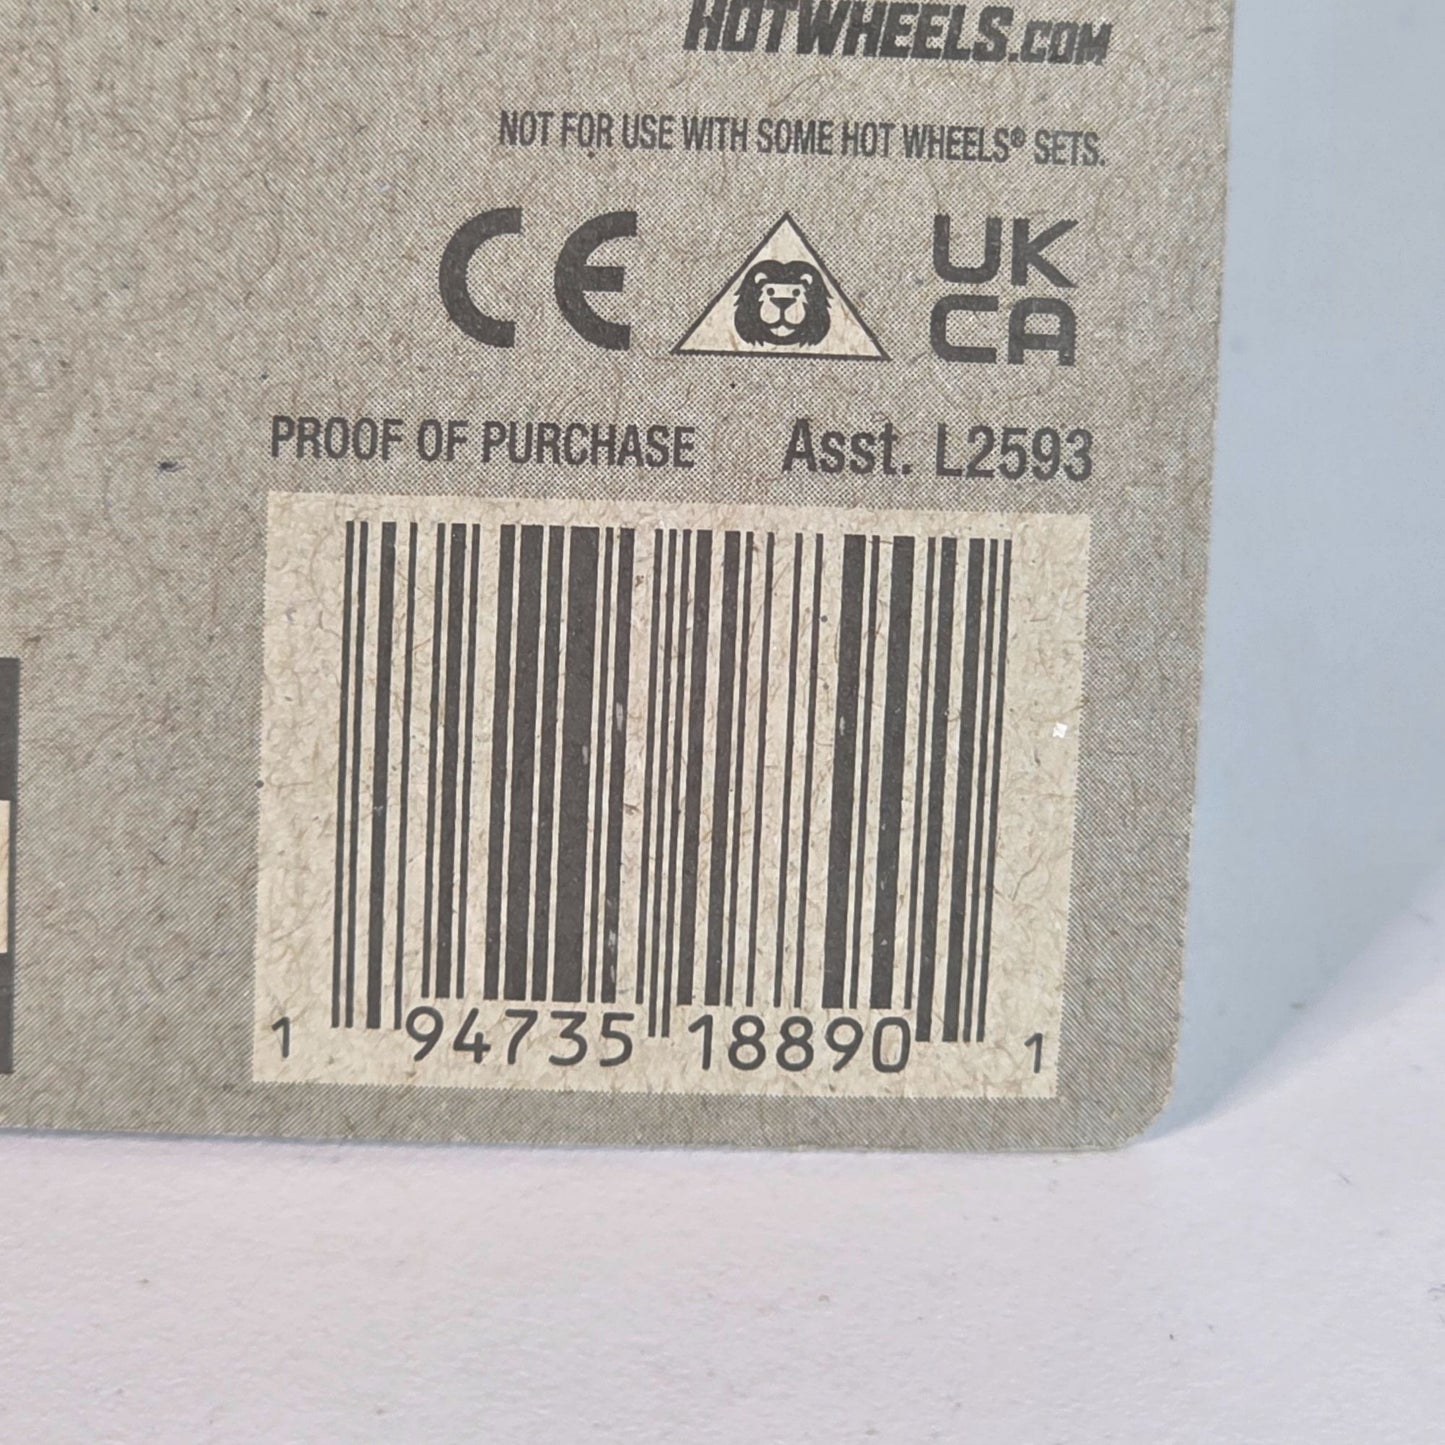 HOTWHEELS.COM
NOT FOR USE WITH SOME HOT WHEELS® SETS.
CE UK
CA
PROOF OF PURCHASE Asst. L2593
1 94735 18890 1